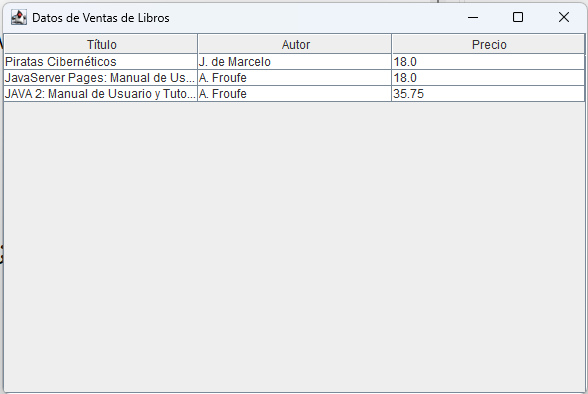 Datos de Ventas de Libros
Título Autor Precio
Piratas Cibernéticos J. de Marcelo 18.0
JavaServer Pages: Manual de Us... A. Froufe 18.0
JAVA 2: Manual de Usuario y Tuto... A. Froufe 35.75